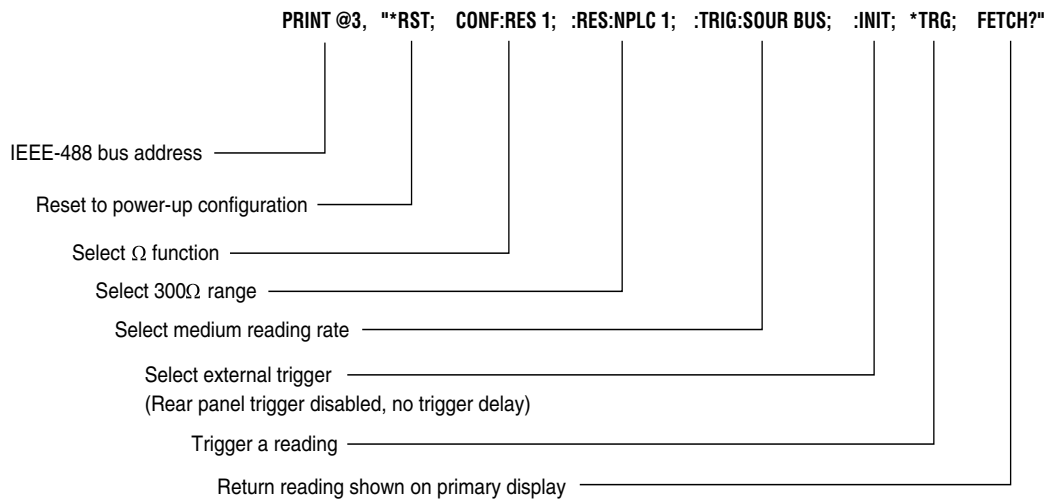 PRINT @3, "*RST; CONF:RES 1; :RES:NPLC 1; :TRIG:SOUR BUS; :INIT; *TRG; FETCH?"
IEEE-488 bus address
Reset to power-up configuration
Select Ω function
Select 300Ω range
Select medium reading rate
Select external trigger
(Rear panel trigger disabled, no trigger delay)
Trigger a reading
Return reading shown on primary display